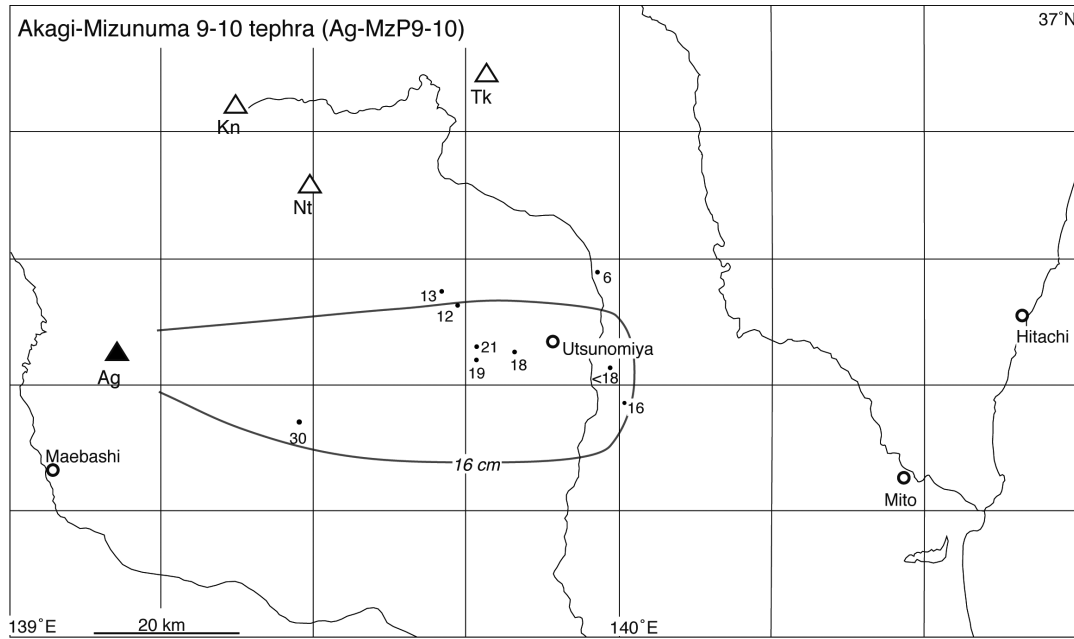 Akagi-Mizunuma 9-10 tephra (Ag-MzP9-10)
37˚N
Tk
Kn
Nt
6
13
12
21
Utsunomiya
Hitachi
18
19
<18
Ag
16
30
Maebashi
16 cm
Mito
139˚E
20 km
140˚E